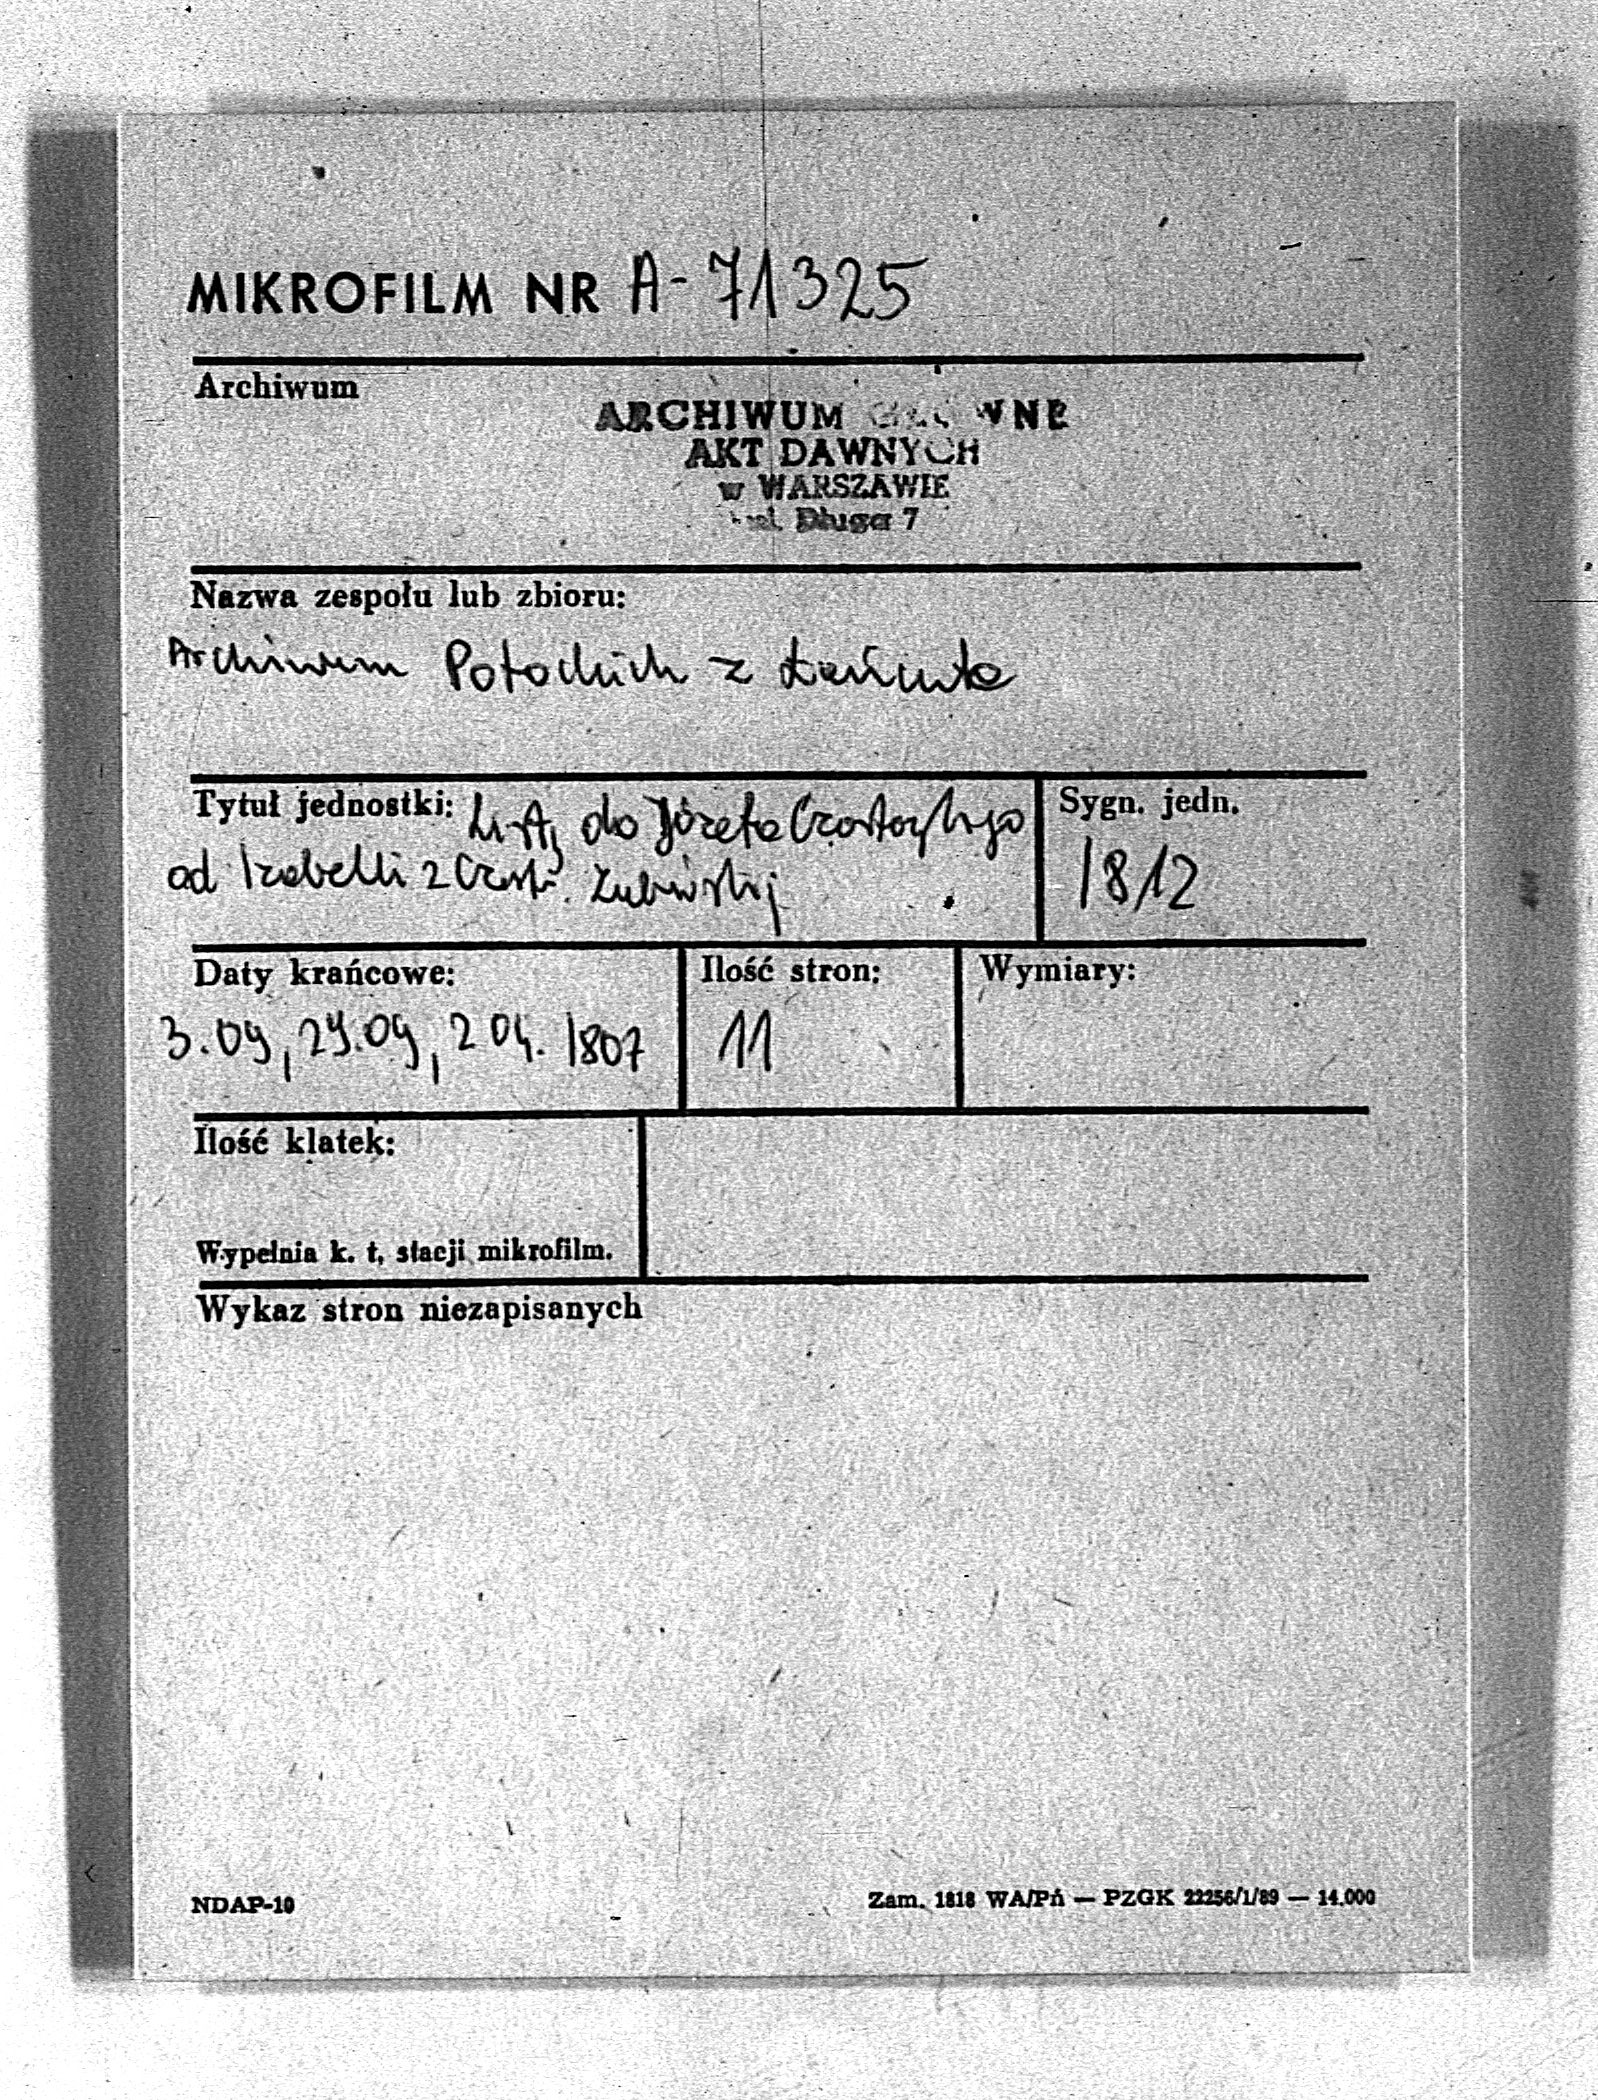 MIKROFILM NR A-71325
Archiwum
ARCHIWUM GŁÓWNE
AKT DAWNYCH
w WARSZAWIE
ul. Długa 7
Nazwa zespołu lub zbioru:
Archiwum Potockich z Łańcuta
Tytuł jednostki: Listy do Józefa Czartoryskiego
od Izabelli z Czart. Lubińskiej
Sygn. jedn.
1812
Daty krańcowe:
3.09, 29.09, 2 04. 1807
Ilość stron:
11
Wymiary:
Ilość klatek:
Wypełnia k. t. stacji mikrofilm.
Wykaz stron niezapisanych
NDAP-10
Zam. 1818 WA/Pń — PZGK 22256/1/89 — 14.000